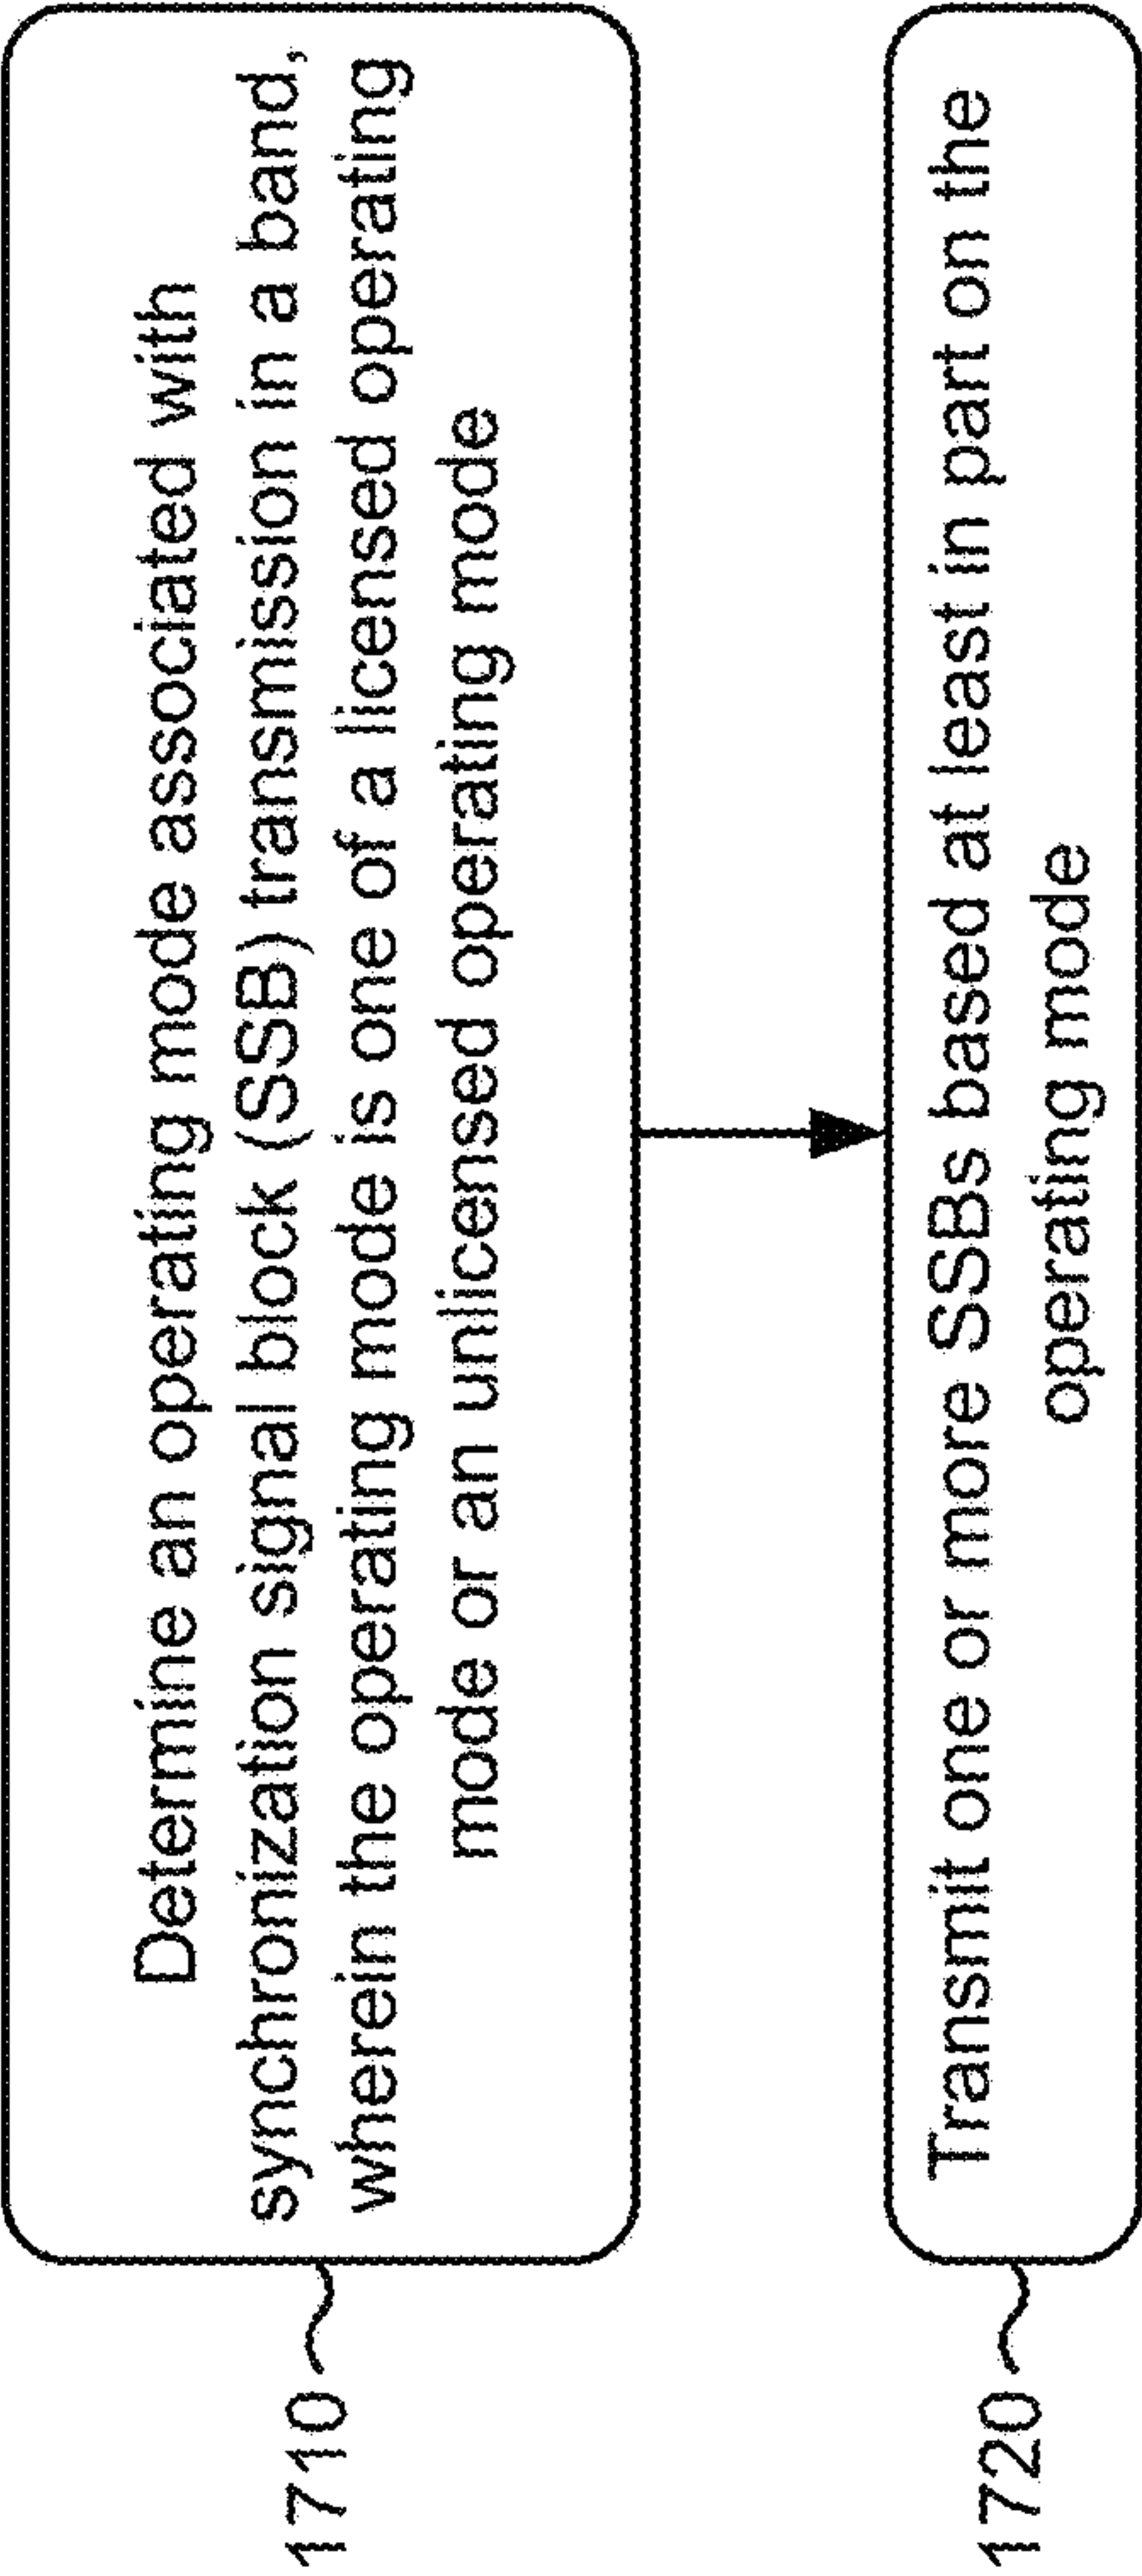 1710
Determine an operating mode associated with
synchronization signal block (SSB) transmission in a band,
wherein the operating mode is one of a licensed operating
mode or an unlicensed operating mode
1720
Transmit one or more SSBs based at least in part on the
operating mode